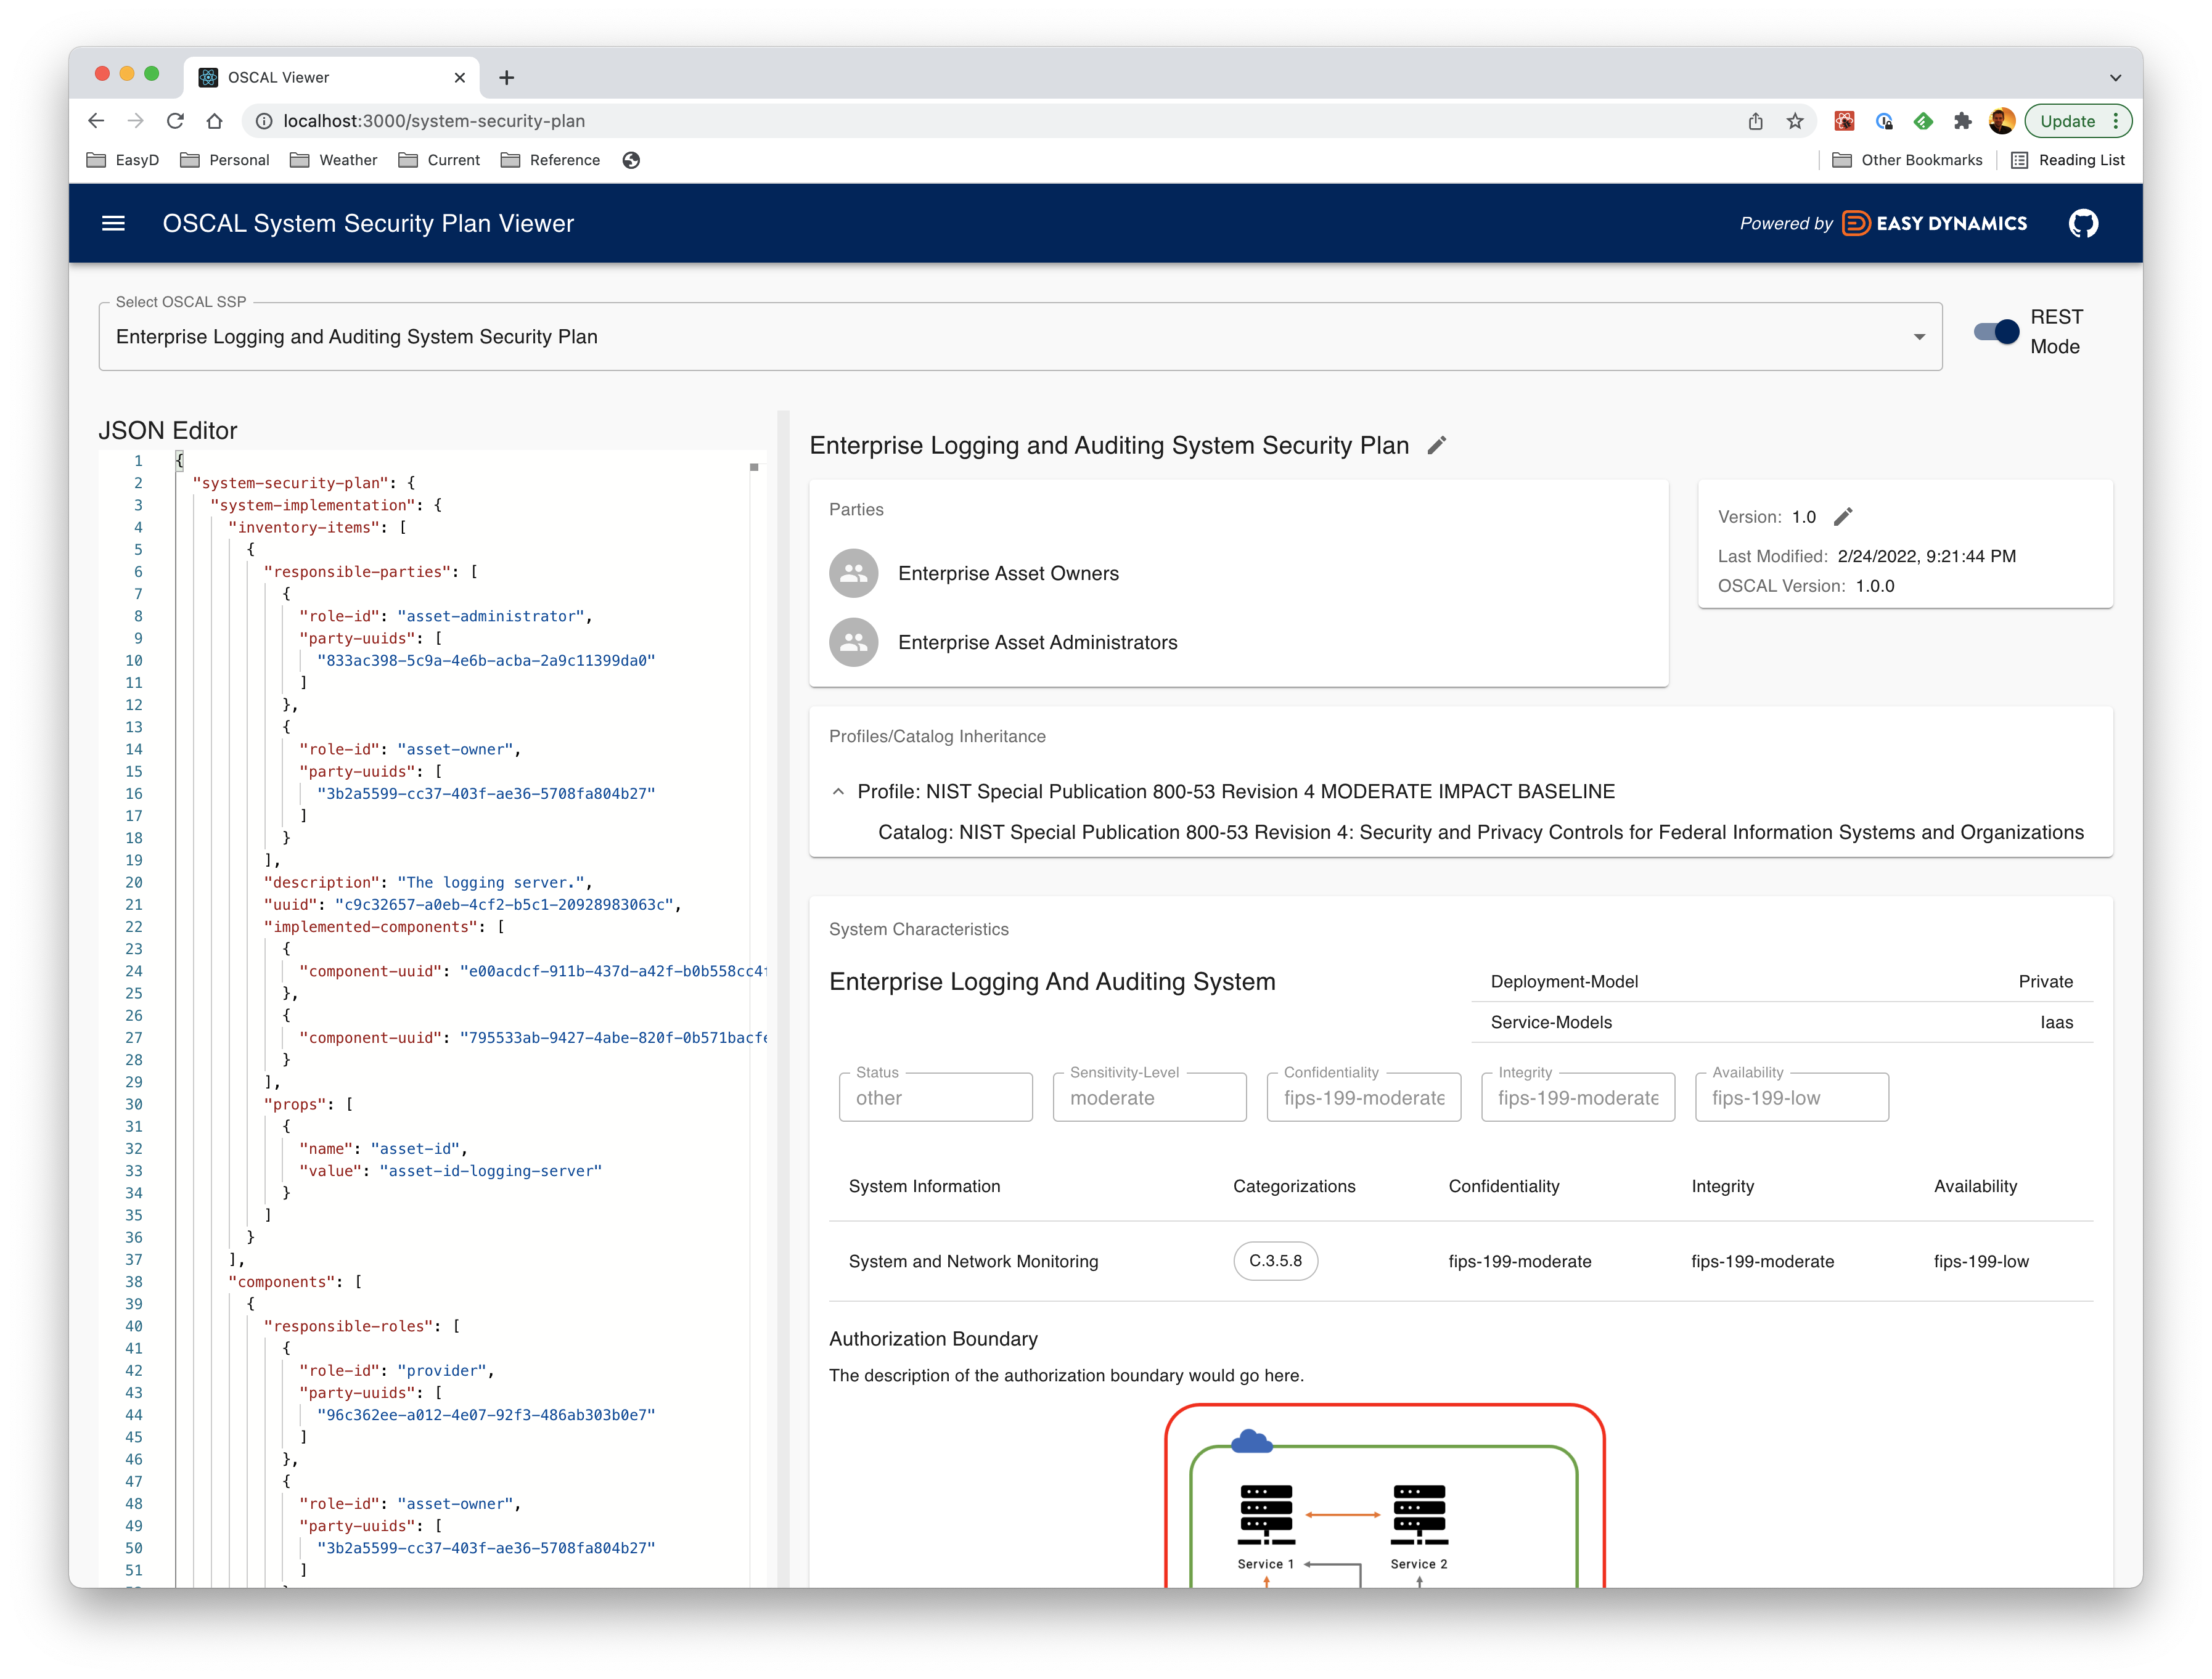 OSCAL Viewer
localhost:3000/system-security-plan
Update
EasyD
Personal
Weather
Current
Reference
Other Bookmarks
Reading List
OSCAL System Security Plan Viewer
Powered by EASY DYNAMICS
Select OSCAL SSP
Enterprise Logging and Auditing System Security Plan
REST
Mode
JSON Editor
1 {
2 "system-security-plan": {
3 "system-implementation": {
4 "inventory-items": [
5 {
6 "responsible-parties": [
7 {
8 "role-id": "asset-administrator",
9 "party-uuids": [
10 "833ac398-5c9a-4e6b-acba-2a9c11399da0"
11 ]
12 },
13 {
14 "role-id": "asset-owner",
15 "party-uuids": [
16 "3b2a5599-cc37-403f-ae36-5708fa804b27"
17 ]
18 }
19 ],
20 "description": "The logging server.",
21 "uuid": "c9c32657-a0eb-4cf2-b5c1-20928983063c",
22 "implemented-components": [
23 {
24 "component-uuid": "e00acdcf-911b-437d-a42f-b0b558cc4f
25 },
26 {
27 "component-uuid": "795533ab-9427-4abe-820f-0b571bacfe
28 }
29 ],
30 "props": [
31 {
32 "name": "asset-id",
33 "value": "asset-id-logging-server"
34 }
35 ]
36 }
37 ],
38 "components": [
39 {
40 "responsible-roles": [
41 {
42 "role-id": "provider",
43 "party-uuids": [
44 "96c362ee-a012-4e07-92f3-486ab303b0e7"
45 ]
46 },
47 {
48 "role-id": "asset-owner",
49 "party-uuids": [
50 "3b2a5599-cc37-403f-ae36-5708fa804b27"
51 ]
Enterprise Logging and Auditing System Security Plan
Parties
Enterprise Asset Owners
Enterprise Asset Administrators
Version: 1.0
Last Modified: 2/24/2022, 9:21:44 PM
OSCAL Version: 1.0.0
Profiles/Catalog Inheritance
Profile: NIST Special Publication 800-53 Revision 4 MODERATE IMPACT BASELINE
Catalog: NIST Special Publication 800-53 Revision 4: Security and Privacy Controls for Federal Information Systems and Organizations
System Characteristics
Enterprise Logging And Auditing System
Deployment-Model Private
Service-Models Iaas
Status
other
Sensitivity-Level
moderate
Confidentiality
fips-199-moderate
Integrity
fips-199-moderate
Availability
fips-199-low
System Information Categorizations Confidentiality Integrity Availability
System and Network Monitoring C.3.5.8 fips-199-moderate fips-199-moderate fips-199-low
Authorization Boundary
The description of the authorization boundary would go here.
Service 1
Service 2